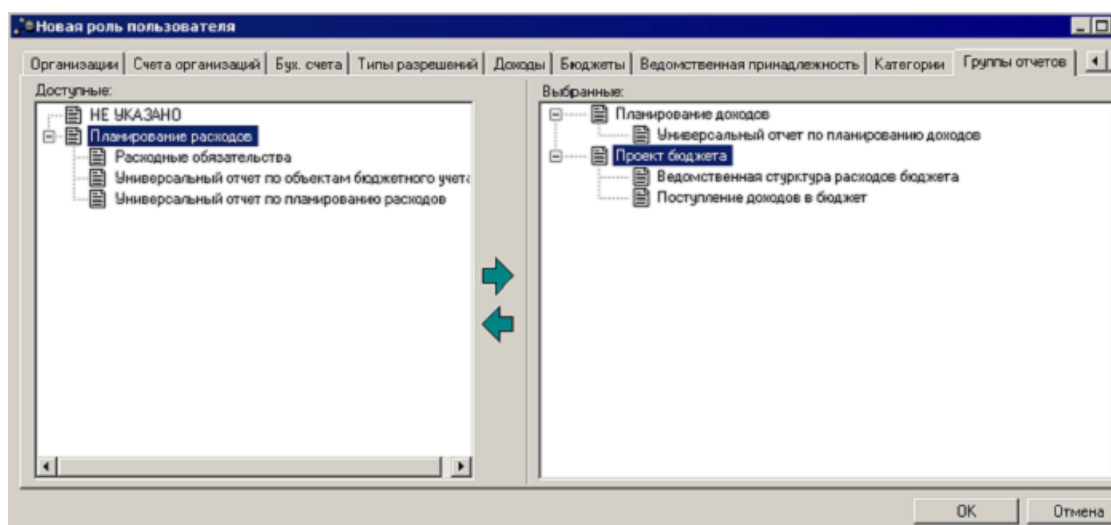 Новая роль пользователя
Организации Счета организаций Бух. счета Типы разрешений Доходы Бюджеты Ведомственная принадлежность Категории Группы отчетов
Доступные:
НЕ УКАЗАНО
Планирование расходов
Расходные обязательства
Универсальный отчет по объектам бюджетного учета
Универсальный отчет по планированию расходов
Выбранные:
Планирование доходов
Универсальный отчет по планированию доходов
Проект бюджета
Ведомственная стурктура расходов бюджета
Поступление доходов в бюджет
OK Отмена